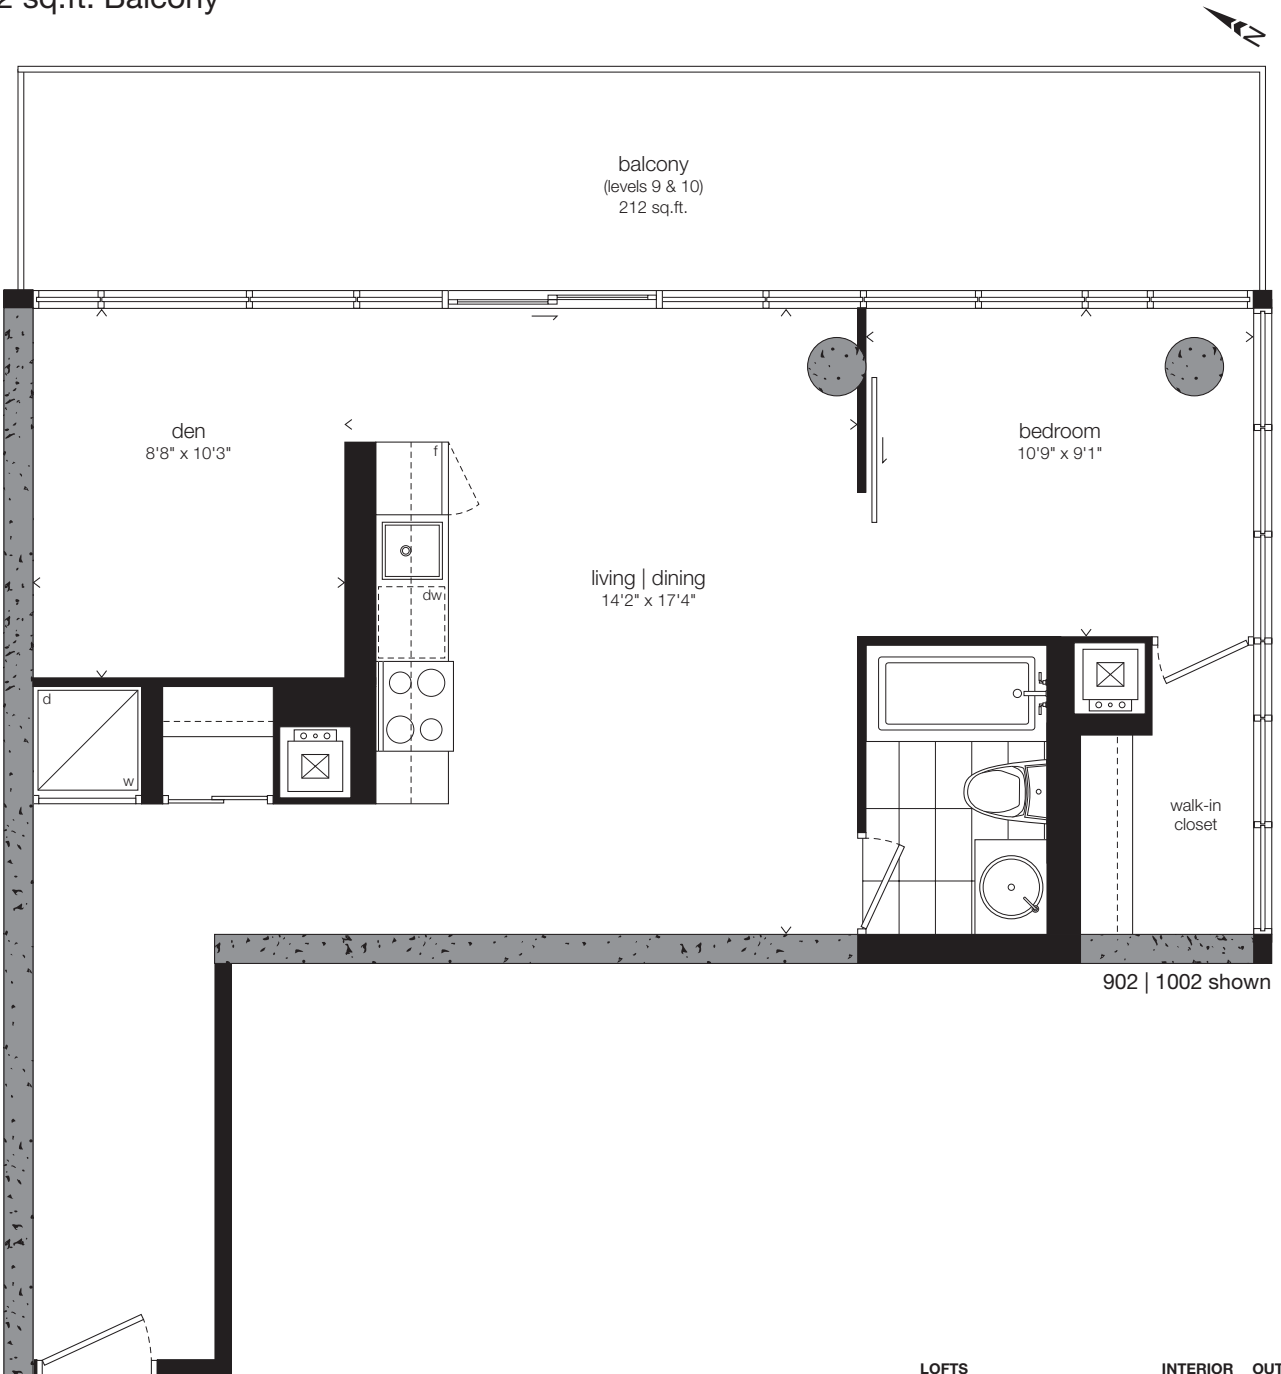 sq.ft. Balcony
N
balcony
(levels 9 & 10)
212 sq.ft.
den
8'8" x 10'3"
f
bedroom
10'9" x 9'1"
living | dining
14'2" x 17'4"
dw
d
w
walk-in
closet
902 | 1002 shown
LOFTS INTERIOR OUT